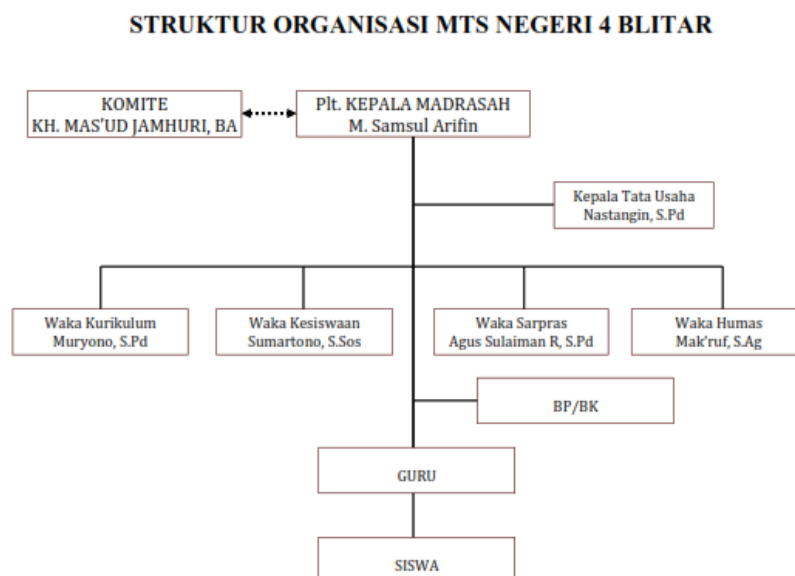 STRUKTUR ORGANISASI MTS NEGERI 4 BLITAR
KOMITE
KH. MAS'UD JAMHURI, BA
Plt. KEPALA MADRASAH
M. Samsul Arifin
Kepala Tata Usaha
Nastangin, S.Pd
Waka Kurikulum
Muryono, S.Pd
Waka Kesiswaan
Sumartono, S.Sos
Waka Sarpras
Agus Sulaiman R, S.Pd
Waka Humas
Mak'ruf, S.Ag
BP/BK
GURU
SISWA